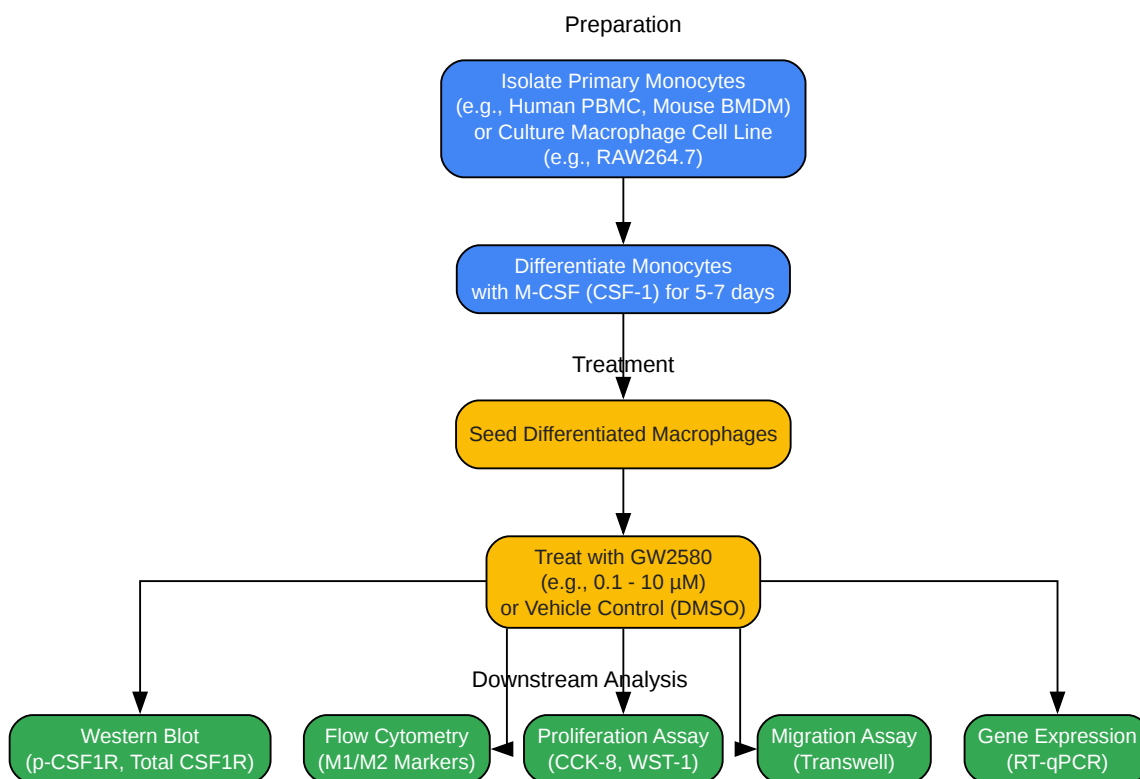 Preparation
Isolate Primary Monocytes
(e.g., Human PBMC, Mouse BMDM)
or Culture Macrophage Cell Line
(e.g., RAW264.7)
Differentiate Monocytes
with M-CSF (CSF-1) for 5-7 days
Treatment
Seed Differentiated Macrophages
Treat with GW2580
(e.g., 0.1 - 10 µM)
or Vehicle Control (DMSO)
Downstream Analysis
Western Blot
(p-CSF1R, Total CSF1R)
Flow Cytometry
(M1/M2 Markers)
Proliferation Assay
(CCK-8, WST-1)
Migration Assay
(Transwell)
Gene Expression
(RT-qPCR)